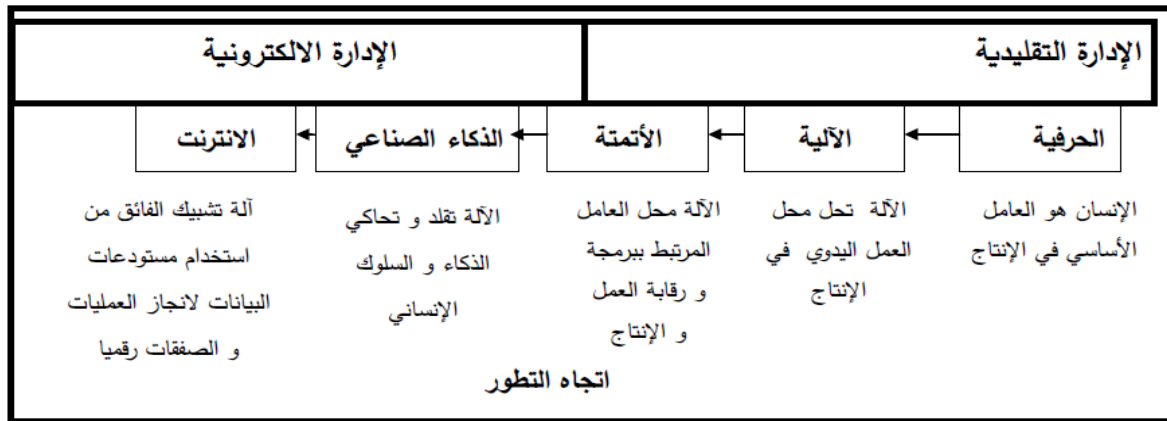 الإدارة التقليدية
الإدارة الالكترونية
الحرفية
الآلية
الأتمتة
الذكاء الصناعي
الانترنت
الإنسان هو العامل
الأساسي في الإنتاج
الآلة تحل محل
العمل اليدوي في
الإنتاج
الآلة محل العامل
المرتبط ببرمجة
و رقابة العمل
و الإنتاج
الآلة تقلد و تحاكي
الذكاء و السلوك
الإنساني
آلة تشبيك الفائق من
استخدام مستودعات
البيانات لانجاز العمليات
و الصفقات رقميا
اتجاه التطور